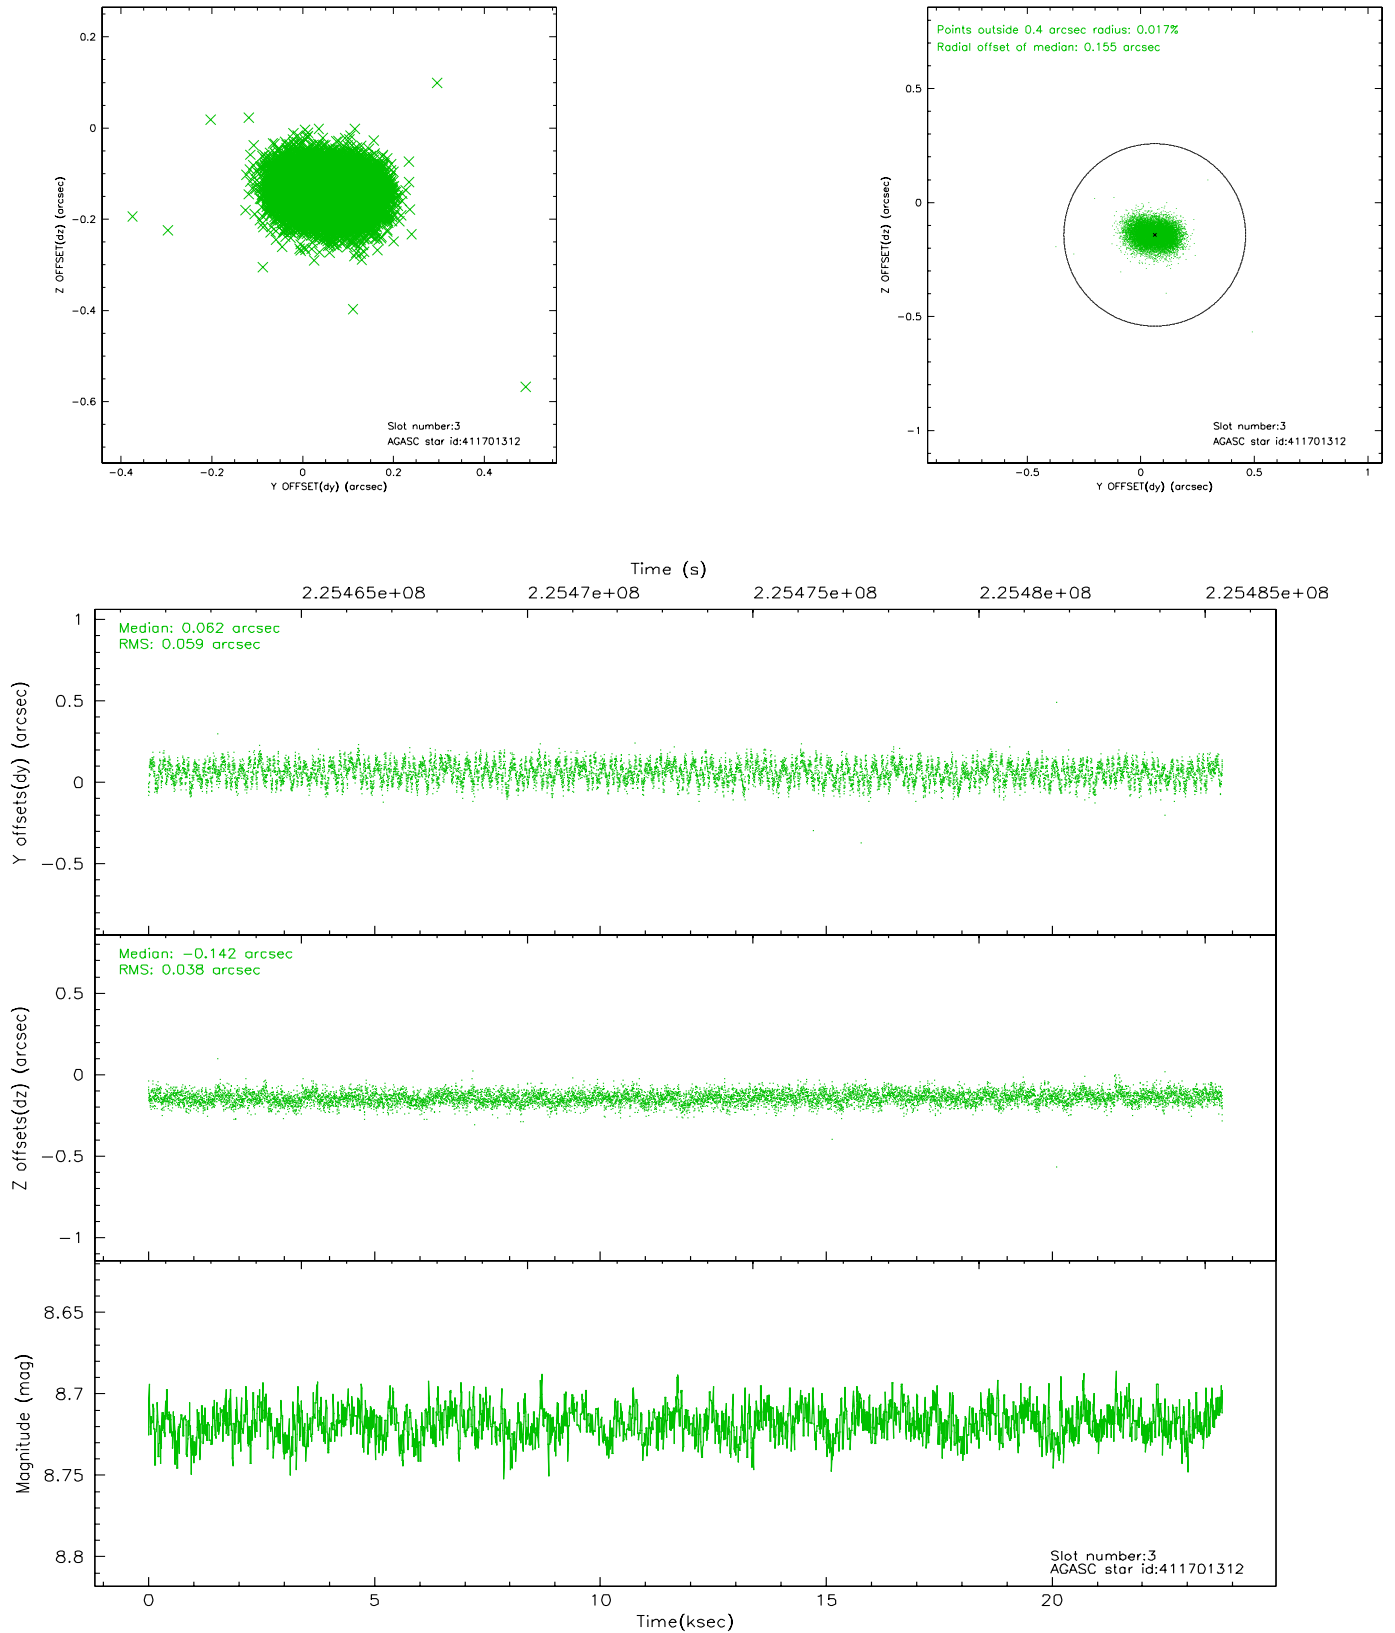 0.2
0
−0.2
−0.4
−0.6
Z OFFSET(dz) (arcsec)
−0.4 −0.2 0 0.2 0.4
Y OFFSET(dy) (arcsec)
Slot number:3
AGASC star id:411701312
Points outside 0.4 arcsec radius: 0.017%
Radial offset of median: 0.155 arcsec
0.5
0
−0.5
−1
Z OFFSET(dz) (arcsec)
−0.5 0 0.5 1
Y OFFSET(dy) (arcsec)
Slot number:3
AGASC star id:411701312
Time (s)
2.25465e+08 2.2547e+08 2.25475e+08 2.2548e+08 2.25485e+08
Median: 0.062 arcsec
RMS: 0.059 arcsec
1
0.5
0
−0.5
Y offsets(dy) (arcsec)
Median: −0.142 arcsec
RMS: 0.038 arcsec
0.5
0
−0.5
−1
Z offsets(dz) (arcsec)
8.65
8.7
8.75
8.8
Magnitude (mag)
Slot number:3
AGASC star id:411701312
0 5 10 15 20
Time(ksec)